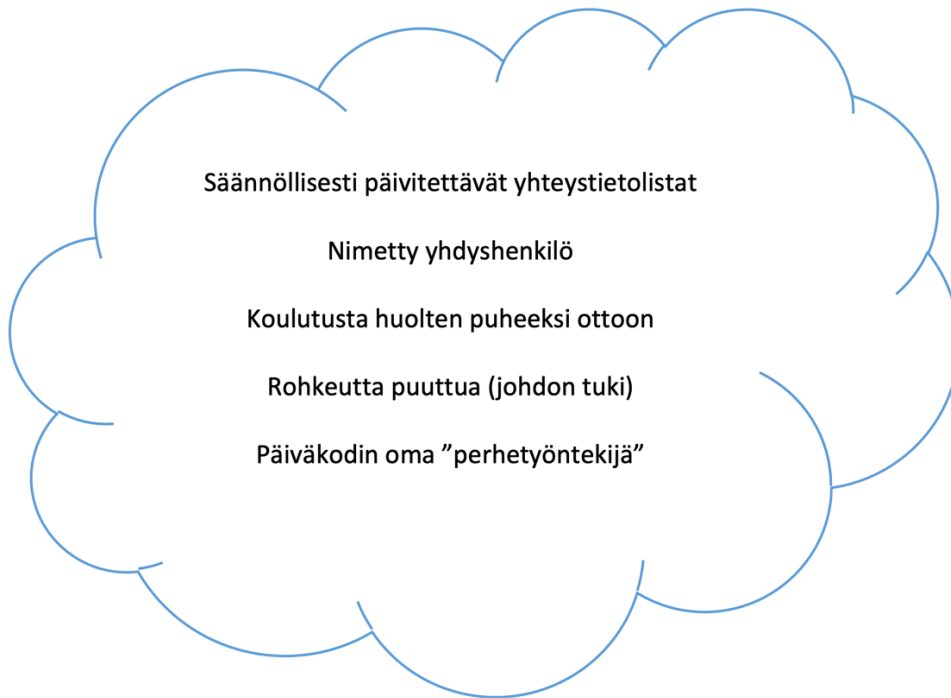 Säännöllisesti päivitettävät yhteystietolistat
Nimetty yhdyshenkilö
Koulutusta huolten puheeksi ottoon
Rohkeutta puuttua (johdon tuki)
Päiväkodin oma ”perhetyöntekijä”